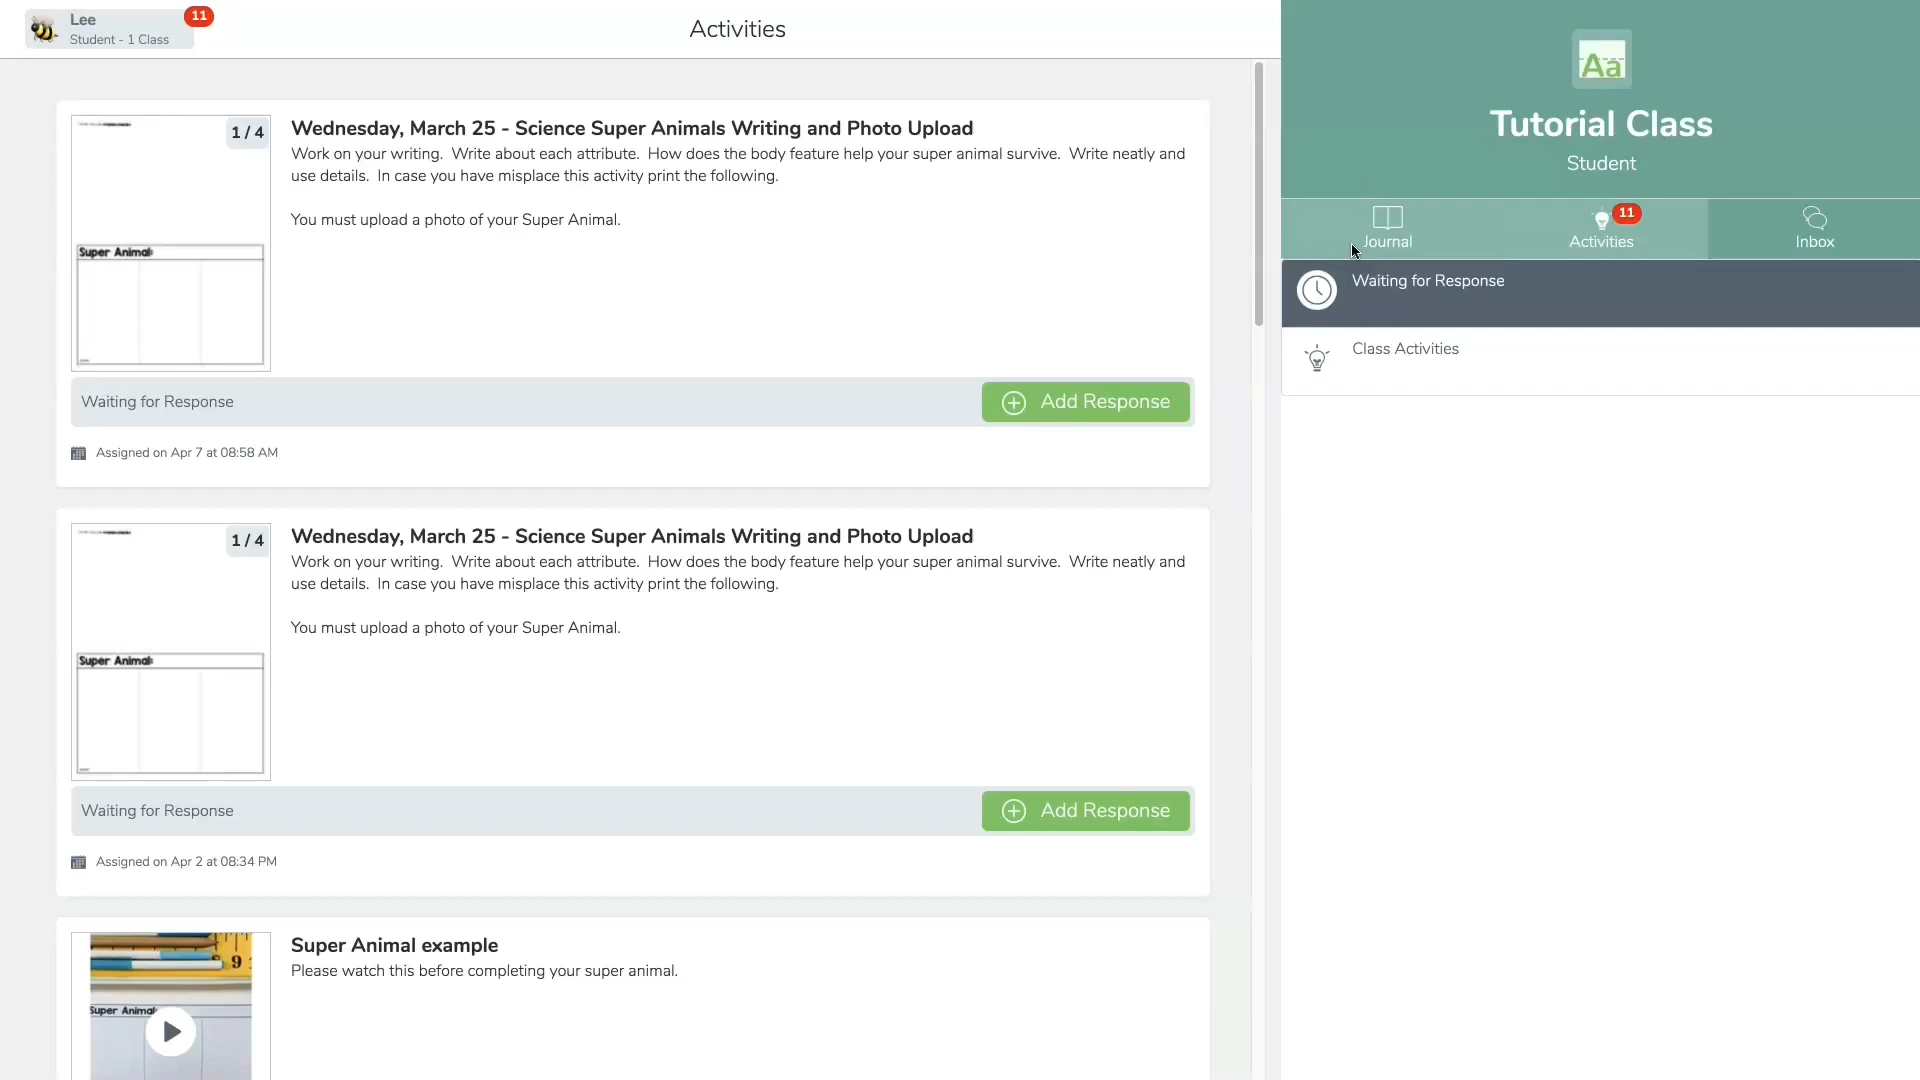 Lee
Student - 1 Class
11
Activities
1 / 4
Wednesday, March 25 - Science Super Animals Writing and Photo Upload
Work on your writing.  Write about each attribute.  How does the body feature help your super animal survive.  Write neatly and
use details.  In case you have misplace this activity print the following.
You must upload a photo of your Super Animal.
Super Animal:
Waiting for Response
Add Response
Assigned on Apr 7 at 08:58 AM
1 / 4
Wednesday, March 25 - Science Super Animals Writing and Photo Upload
Work on your writing.  Write about each attribute.  How does the body feature help your super animal survive.  Write neatly and
use details.  In case you have misplace this activity print the following.
You must upload a photo of your Super Animal.
Super Animal:
Waiting for Response
Add Response
Assigned on Apr 2 at 08:34 PM
Super Animal example
Please watch this before completing your super animal.
9
Super Animal:
Aa
Tutorial Class
Student
Journal
11
Activities
Inbox
Waiting for Response
Class Activities